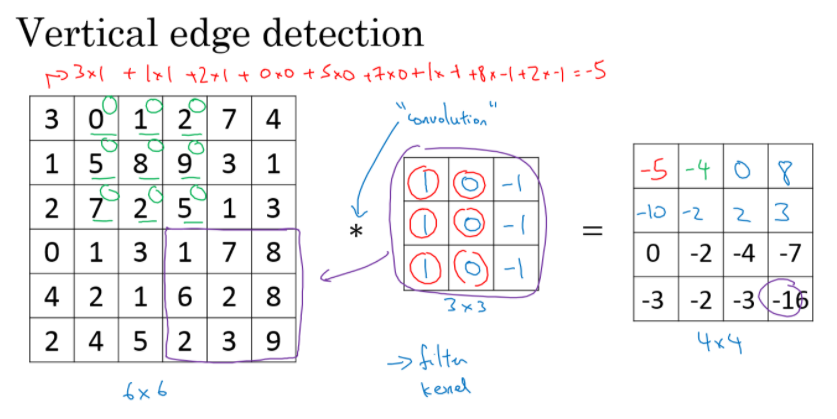 Vertical edge detection
3x1 + 1x1 +2x1 + 0x0 +5x0 +7x0+1x-1 +8x-1+2x-1=-5
"convolution"
3 0 1 2 7 4
1 5 8 9 3 1
2 7 2 5 1 3
0 1 3 1 7 8
4 2 1 6 2 8
2 4 5 2 3 9
6x6
*
1 0 -1
1 0 -1
1 0 -1
3x3
→ filter
kernel
=
-5 -4 0 8
-10 -2 2 3
0 -2 -4 -7
-3 -2 -3 -16
4x4